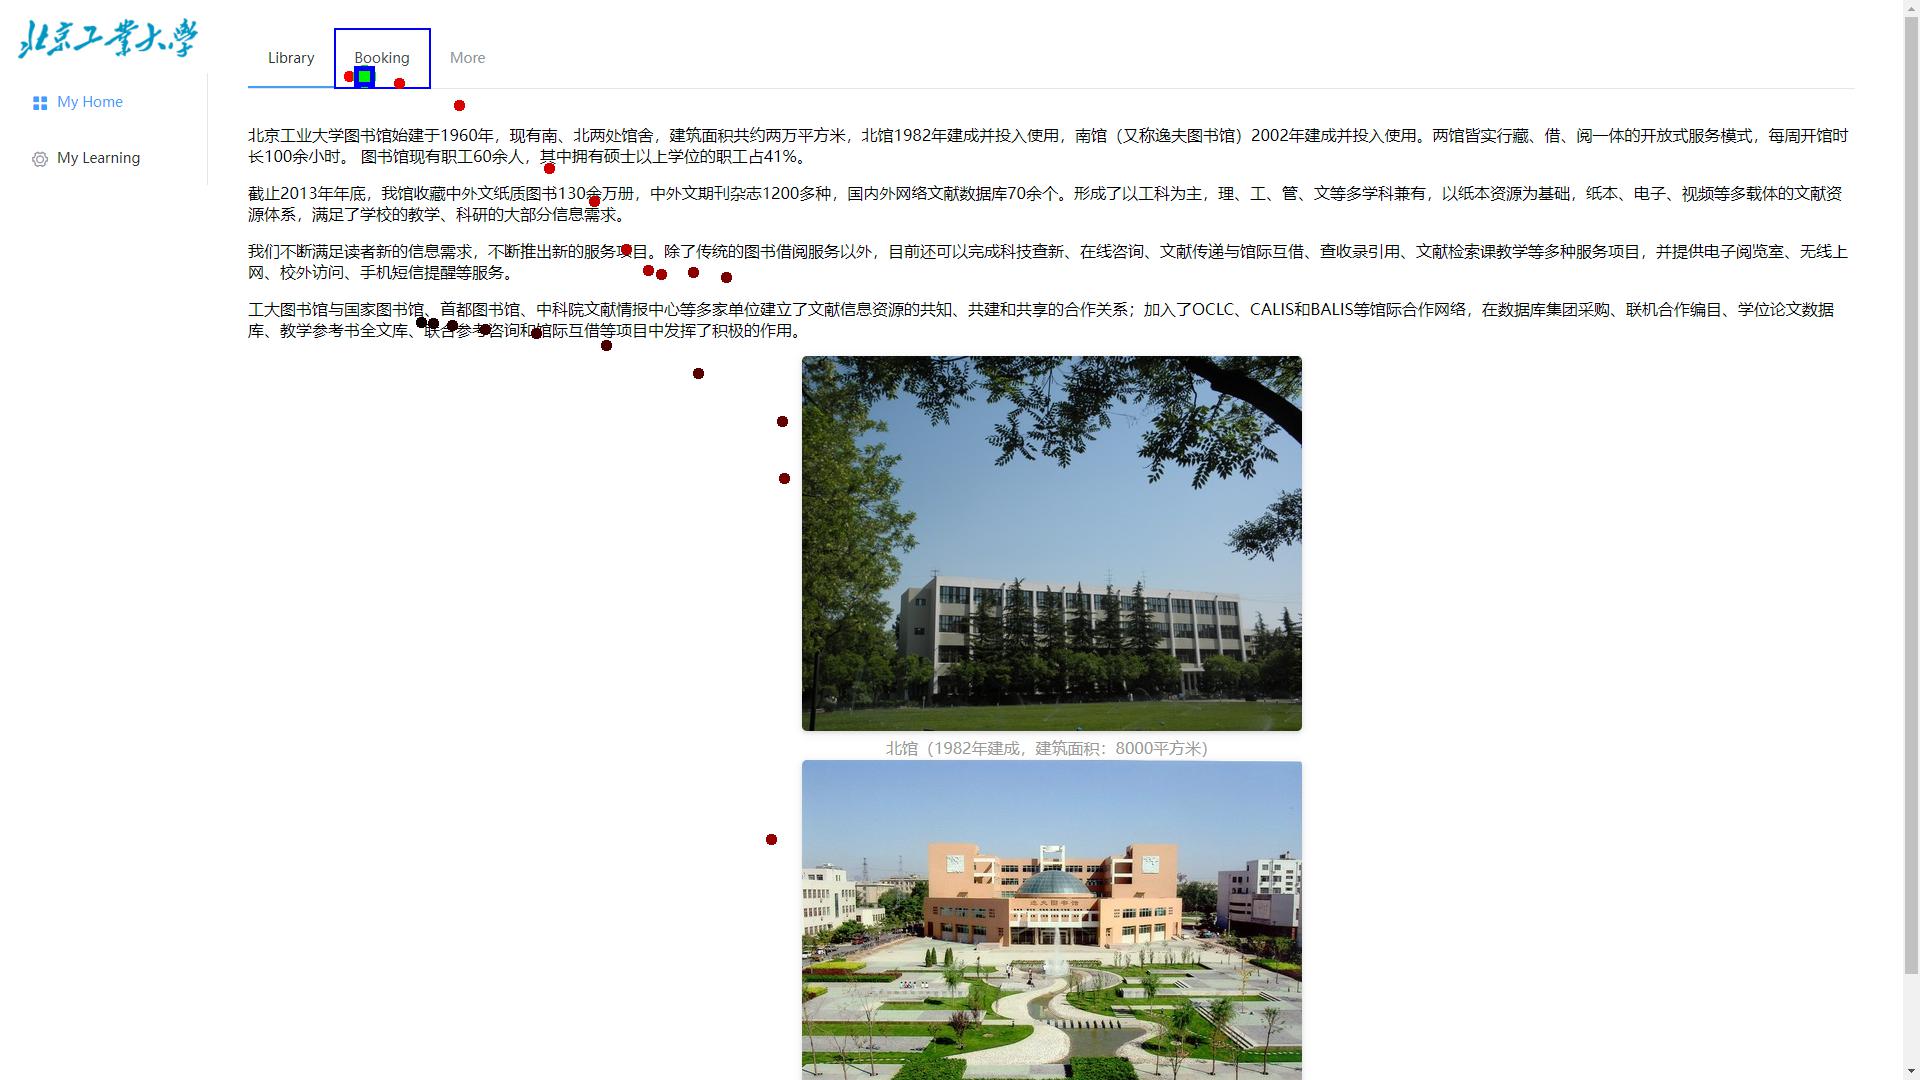 北京工业大学
Library
Booking
More
My Home
My Learning
北京工业大学图书馆始建于1960年，现有南、北两处馆舍，建筑面积共约两万平方米，北馆1982年建成并投入使用，南馆（又称逸夫图书馆）2002年建成并投入使用。两馆皆实行藏、借、阅一体的开放式服务模式，每周开馆时
长100余小时。 图书馆现有职工60余人，其中拥有硕士以上学位的职工占41%。
截止2013年年底，我馆收藏中外文纸质图书130余万册，中外文期刊杂志1200多种，国内外网络文献数据库70余个。形成了以工科为主，理、工、管、文等多学科兼有，以纸本资源为基础，纸本、电子、视频等多载体的文献资
源体系，满足了学校的教学、科研的大部分信息需求。
我们不断满足读者新的信息需求，不断推出新的服务项目。除了传统的图书借阅服务以外，目前还可以完成科技查新、在线咨询、文献传递与馆际互借、查收录引用、文献检索课教学等多种服务项目，并提供电子阅览室、无线上
网、校外访问、手机短信提醒等服务。
工大图书馆与国家图书馆、首都图书馆、中科院文献情报中心等多家单位建立了文献信息资源的共知、共建和共享的合作关系；加入了OCLC、CALIS和BALIS等馆际合作网络，在数据库集团采购、联机合作编目、学位论文数据
库、教学参考书全文库、联合参考咨询和馆际互借等项目中发挥了积极的作用。
北馆（1982年建成，建筑面积：8000平方米）
逸夫图书馆